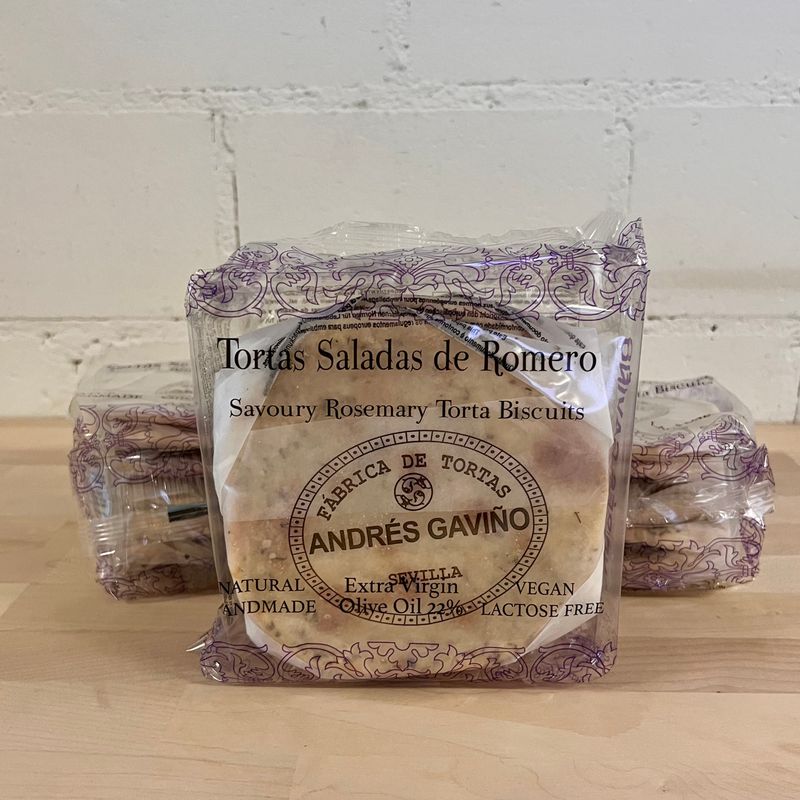 Tortas Saladas de Romero
Savoury Rosemary Torta Biscuits
FÁBRICA DE TORTAS
ANDRÉS GAVIÑO
SEVILLA
NATURAL
ANDMADE
Extra Virgin
Olive Oil 22%
VEGAN
LACTOSE FREE
Biscuits